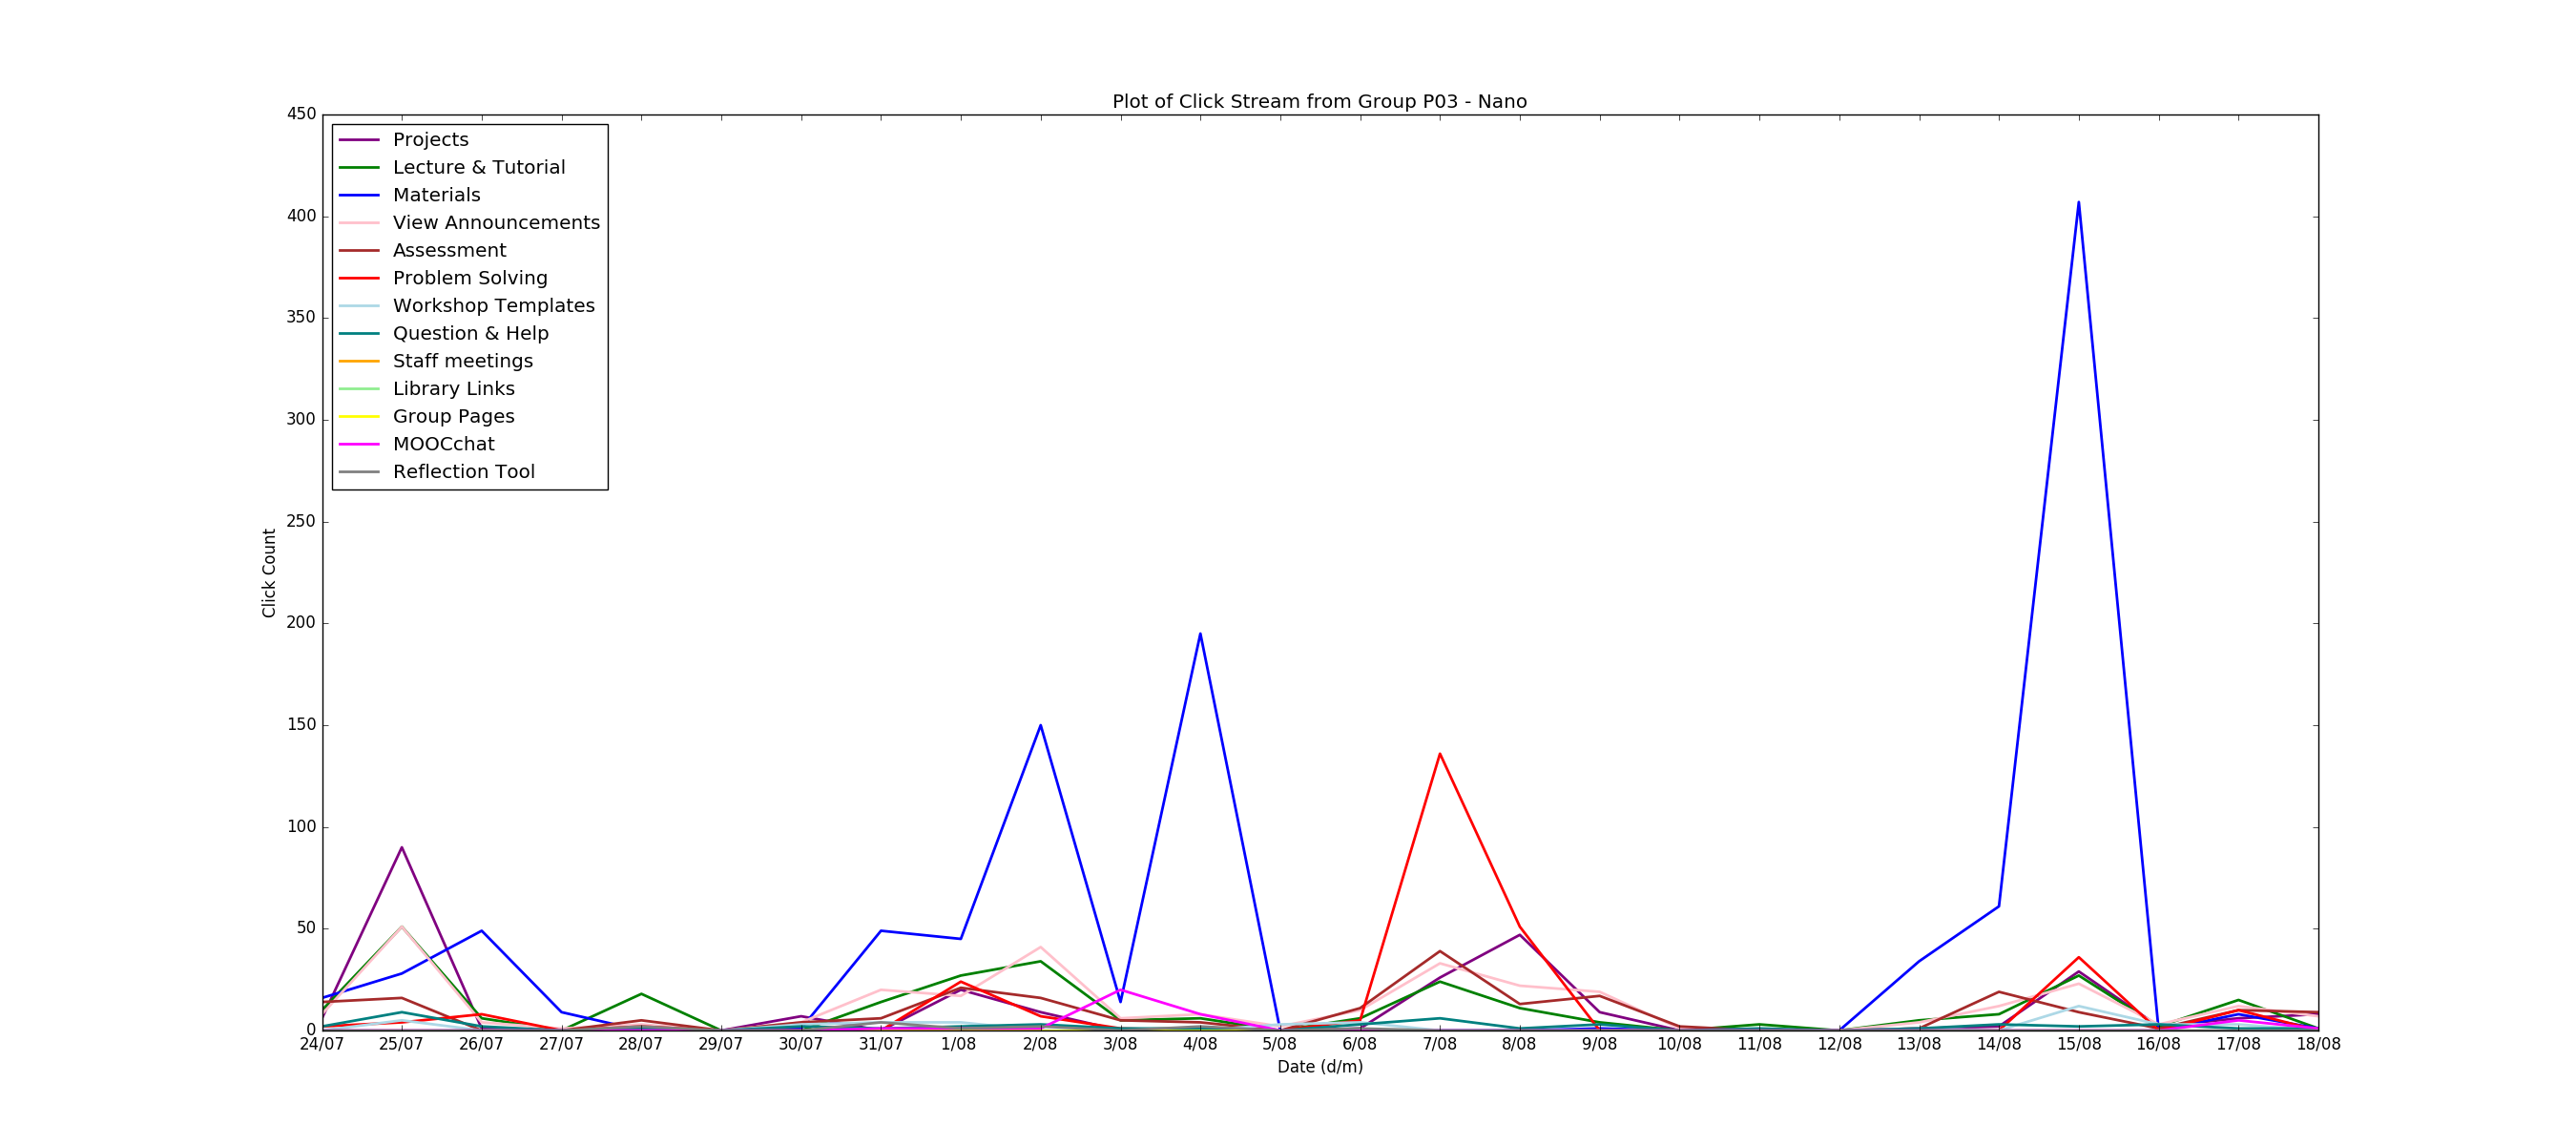 Plot of Click Stream from Group P03 - Nano
450
400
350
300
250
200
150
100
50
0
Click Count
Projects
Lecture & Tutorial
Materials
View Announcements
Assessment
Problem Solving
Workshop Templates
Question & Help
Staff meetings
Library Links
Group Pages
MOOCchat
Reflection Tool
24/07 25/07 26/07 27/07 28/07 29/07 30/07 31/07 1/08 2/08 3/08 4/08 5/08 6/08 7/08 8/08 9/08 10/08 11/08 12/08 13/08 14/08 15/08 16/08 17/08 18/08
Date (d/m)